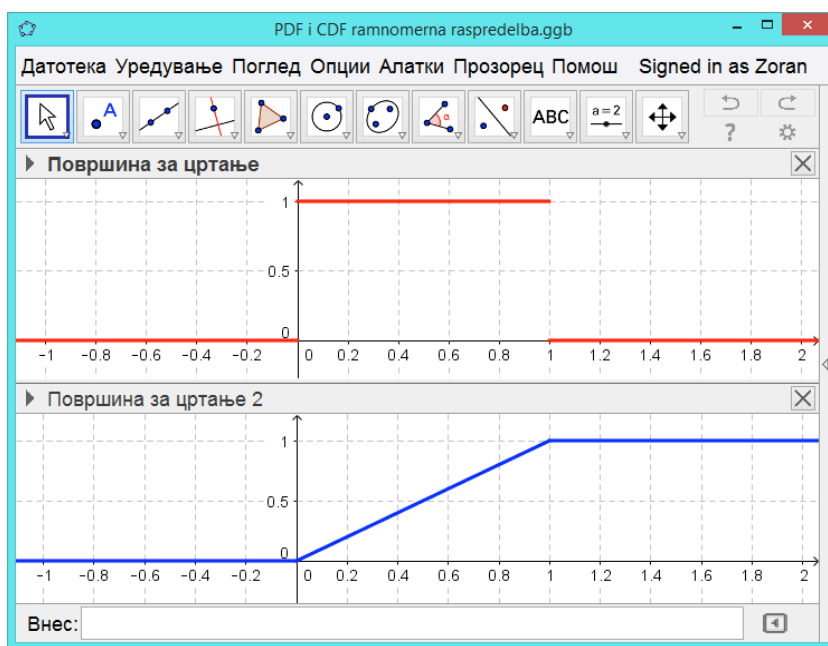 PDF i CDF ramnomerna raspredelba.ggb
Датотека Уредување Поглед Опции Алатки Прозорец Помош Signed in as Zoran
A α ABC a=2 ?
Површина за цртање
1
0.5
0
-1 -0.8 -0.6 -0.4 -0.2 0 0.2 0.4 0.6 0.8 1 1.2 1.4 1.6 1.8 2
Површина за цртање 2
1
0.5
0
-1 -0.8 -0.6 -0.4 -0.2 0 0.2 0.4 0.6 0.8 1 1.2 1.4 1.6 1.8 2
Внес: